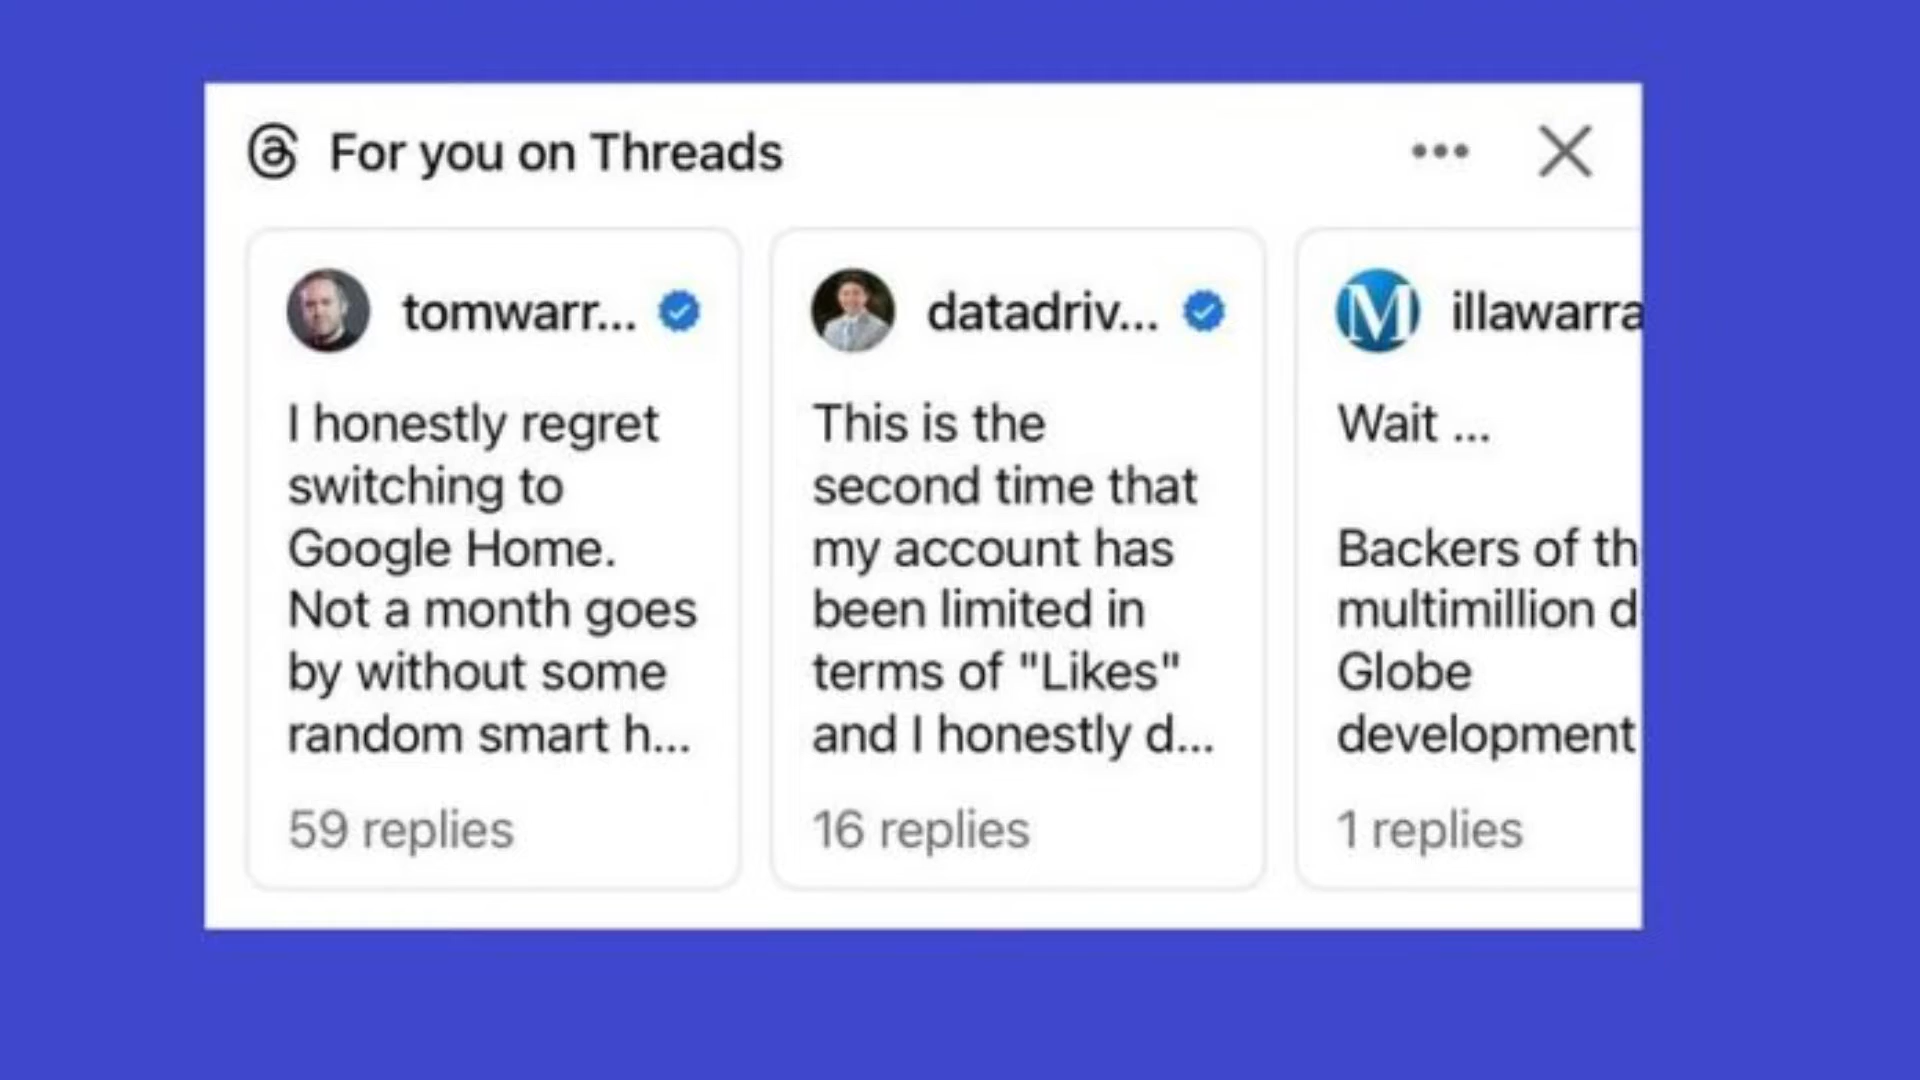 For you on Threads
tomwarr...
I honestly regret
switching to
Google Home.
Not a month goes
by without some
random smart h...
59 replies
datadriv...
This is the
second time that
my account has
been limited in
terms of "Likes"
and I honestly d...
16 replies
M
illawarra
Wait ...
Backers of th
multimillion d
Globe
development
1 replies